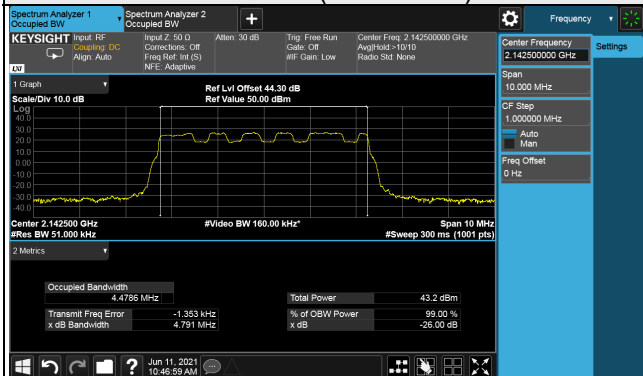 Spectrum Analyzer 1
Occupied BW
Spectrum Analyzer 2
Occupied BW
Frequency
KEYSIGHT
Input: RF
Coupling: DC
Align: Auto
Input Z: 50 Ω
Corrections: Off
Freq Ref: Int (S)
NFE: Adaptive
Atten: 30 dB
Trig: Free Run
Gate: Off
#IF Gain: Low
Center Freq: 2.142500000 GHz
Avg|Hold:>10/10
Radio Std: None
LXI
Center Frequency
2.142500000 GHz
Settings
Span
10.000 MHz
CF Step
1.000000 MHz
Auto
Man
Freq Offset
0 Hz
1 Graph
Scale/Div 10.0 dB
Ref Lvl Offset 44.30 dB
Ref Value 50.00 dBm
Log
40.0
30.0
20.0
10.0
0.00
-10.0
-20.0
-30.0
-40.0
Center 2.142500 GHz
#Res BW 51.000 kHz
#Video BW 160.00 kHz*
Span 10 MHz
#Sweep 300 ms (1001 pts)
2 Metrics
Occupied Bandwidth
4.4786 MHz
Total Power 43.2 dBm
Transmit Freq Error -1.353 kHz
% of OBW Power 99.00 %
x dB Bandwidth 4.791 MHz
x dB -26.00 dB
?
Jun 11, 2021
10:46:59 AM